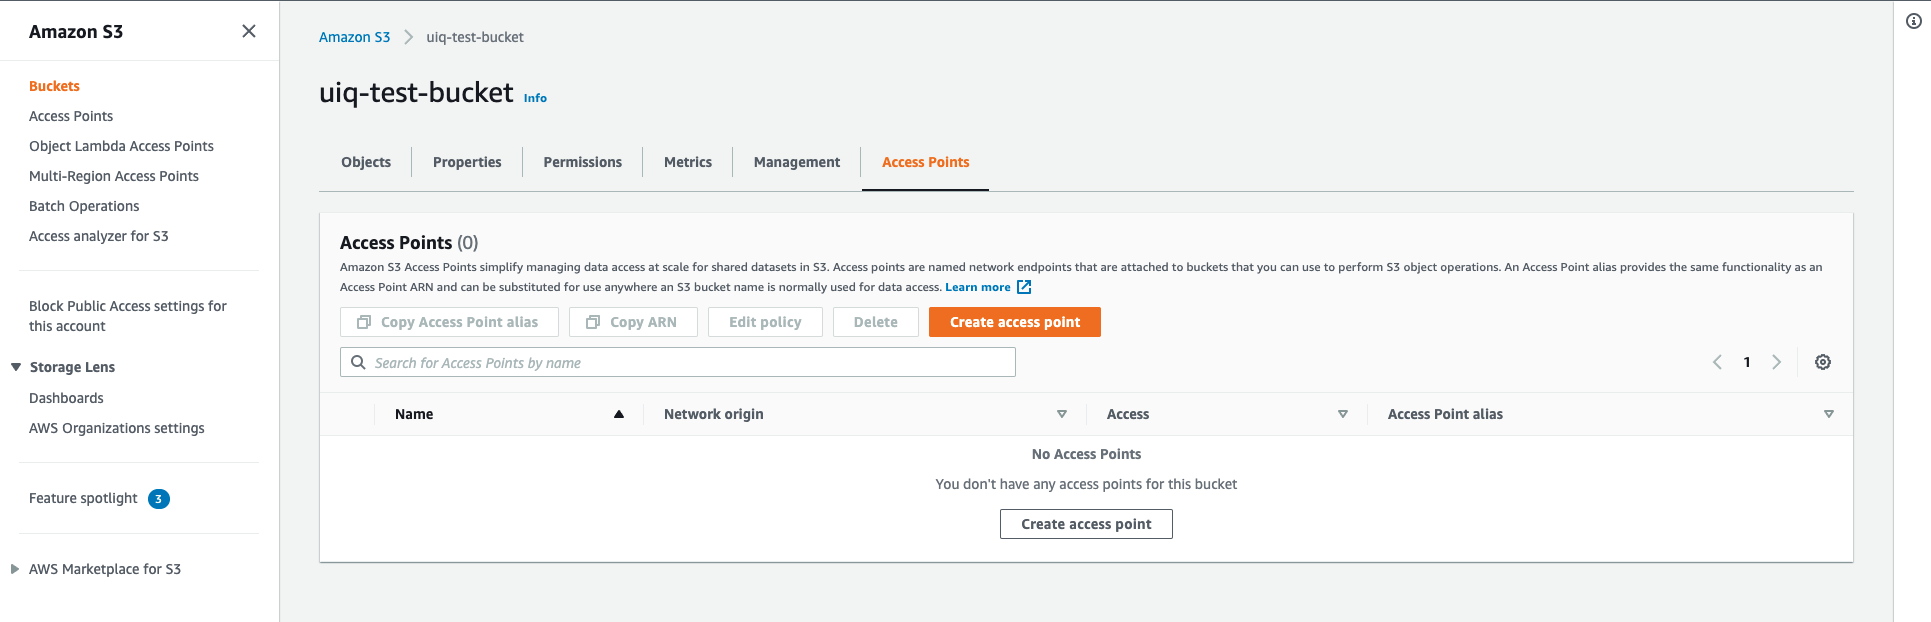 Amazon S3
Buckets
Access Points
Object Lambda Access Points
Multi-Region Access Points
Batch Operations
Access analyzer for S3
Block Public Access settings for
this account
Storage Lens
Dashboards
AWS Organizations settings
Feature spotlight 3
AWS Marketplace for S3
Amazon S3 uiq-test-bucket
uiq-test-bucket Info
Objects Properties Permissions Metrics Management Access Points
Access Points (0)
Amazon S3 Access Points simplify managing data access at scale for shared datasets in S3. Access points are named network endpoints that are attached to buckets that you can use to perform S3 object operations. An Access Point alias provides the same functionality as an
Access Point ARN and can be substituted for use anywhere an S3 bucket name is normally used for data access. Learn more
Copy Access Point alias Copy ARN Edit policy Delete Create access point
Search for Access Points by name
1
Name Network origin Access Access Point alias
No Access Points
You don't have any access points for this bucket
Create access point